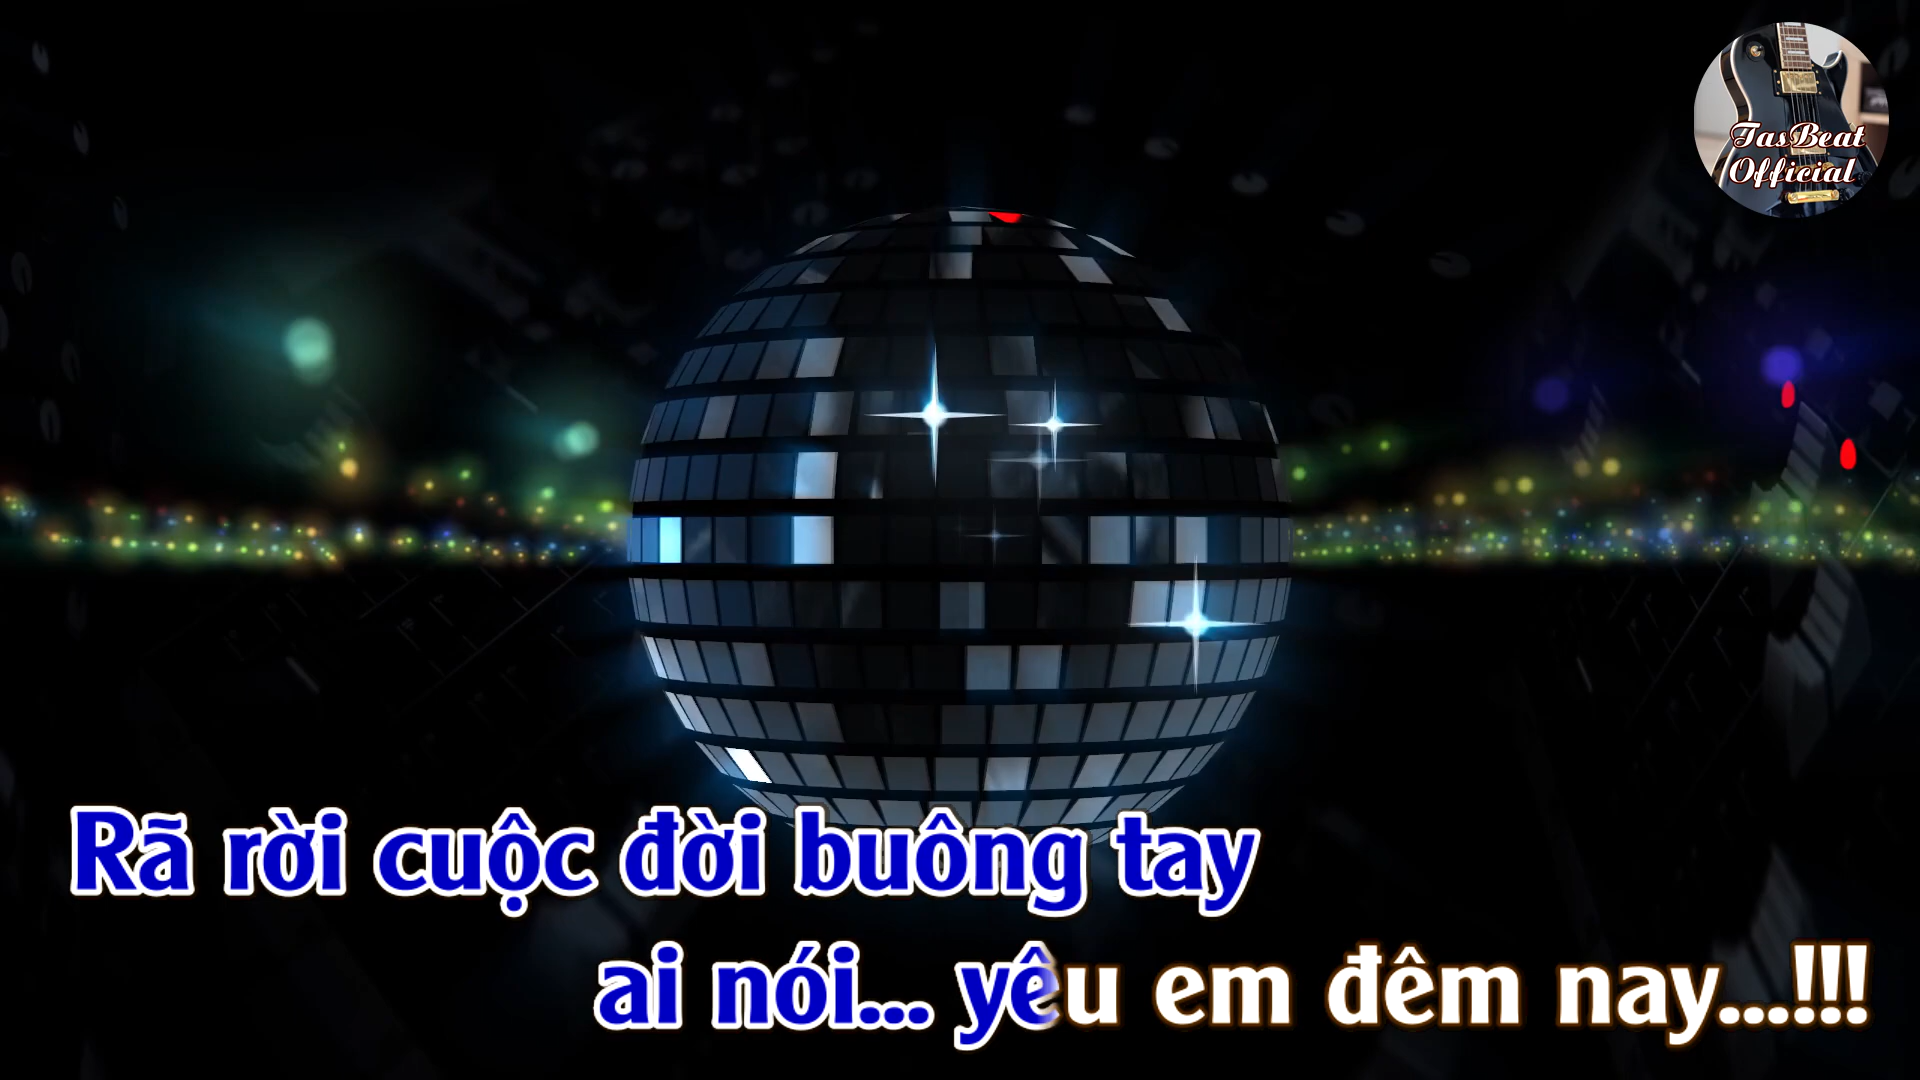 TasBeat
Official
Rã rời cuộc đời buông tay
ai nói... yêu em đêm nay...!!!